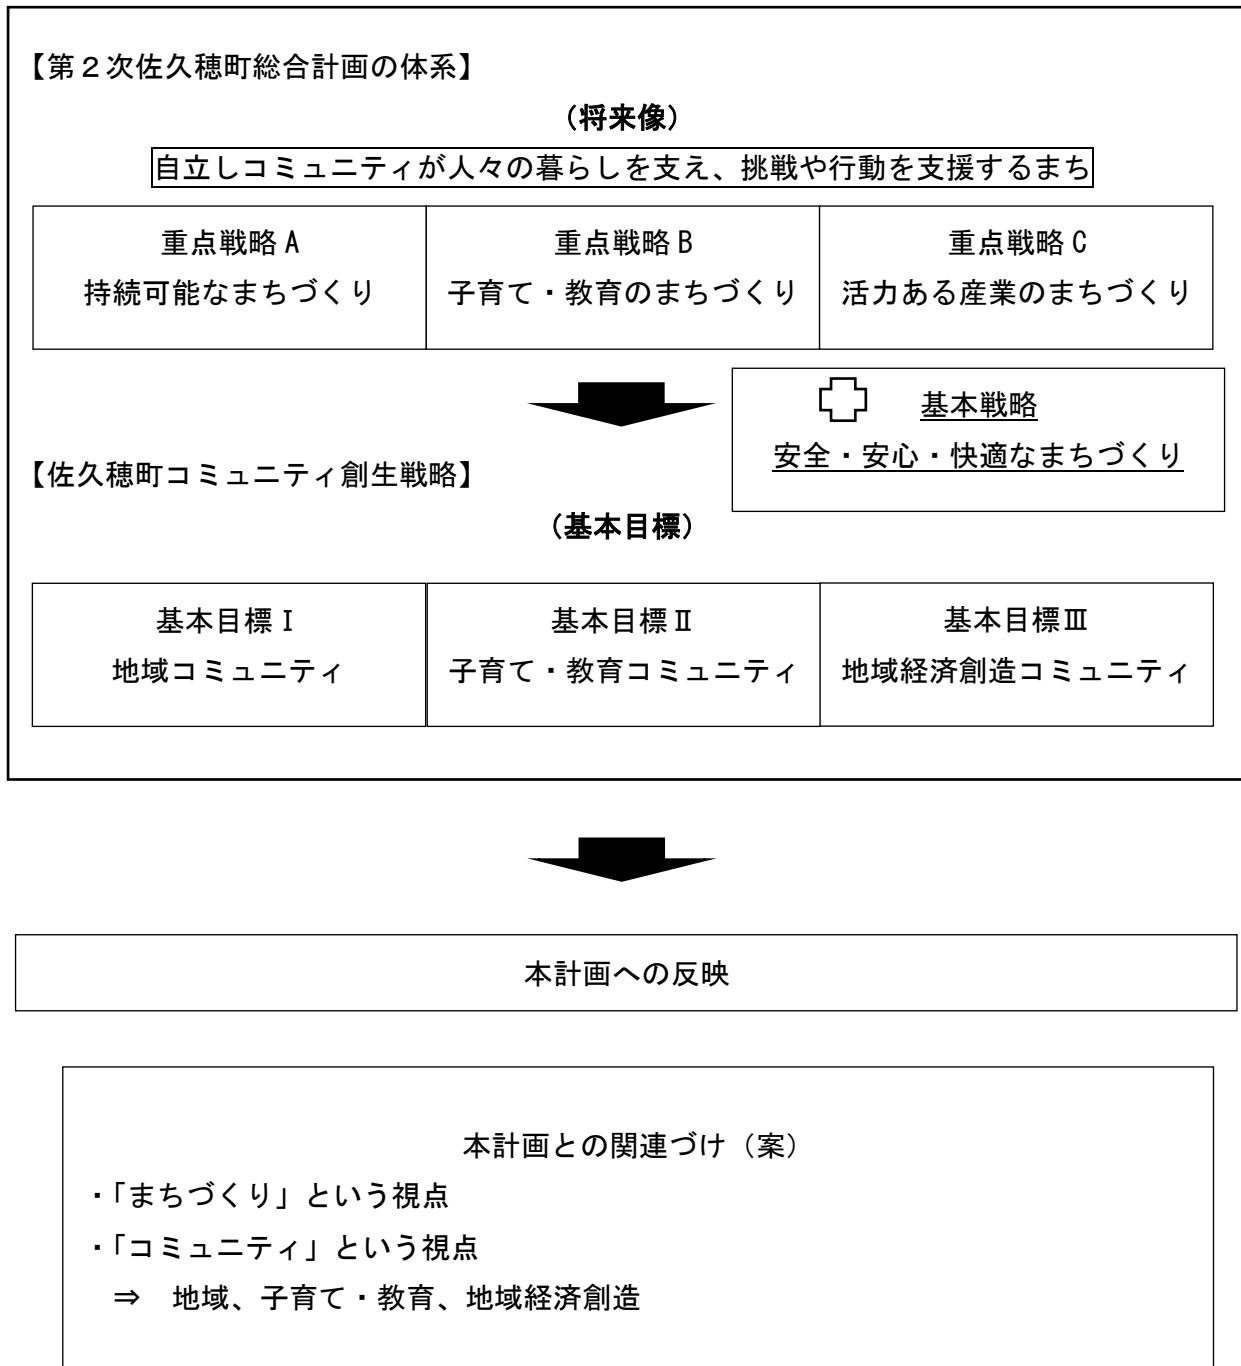 【第２次佐久穂町総合計画の体系】
（将来像）
自立しコミュニティが人々の暮らしを支え、挑戦や行動を支援するまち
重点戦略A
持続可能なまちづくり
重点戦略B
子育て・教育のまちづくり
重点戦略C
活力ある産業のまちづくり
基本戦略
安全・安心・快適なまちづくり
【佐久穂町コミュニティ創生戦略】
（基本目標）
基本目標Ⅰ
地域コミュニティ
基本目標Ⅱ
子育て・教育コミュニティ
基本目標Ⅲ
地域経済創造コミュニティ
本計画への反映
本計画との関連づけ（案）
・「まちづくり」という視点
・「コミュニティ」という視点
⇒　地域、子育て・教育、地域経済創造